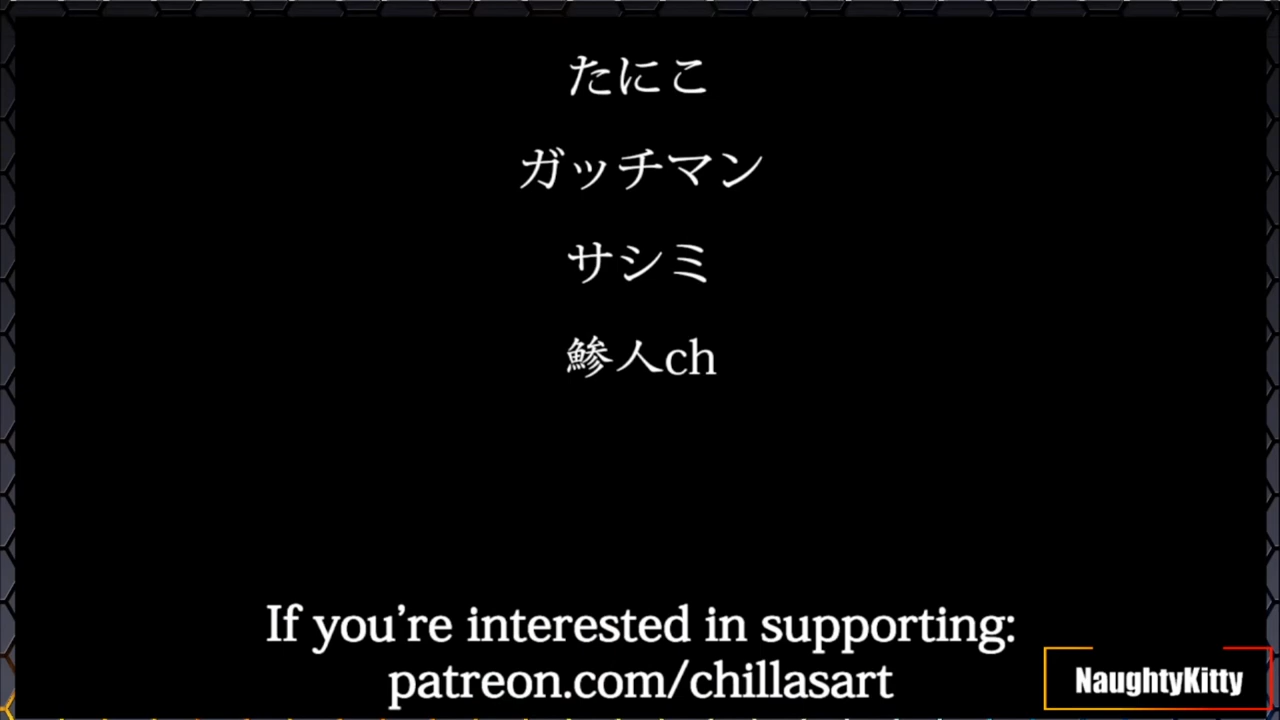 たにこ
ガッチマン
サシミ
鯵人ch
If you’re interested in supporting:
patreon.com/chillasart
NaughtyKitty